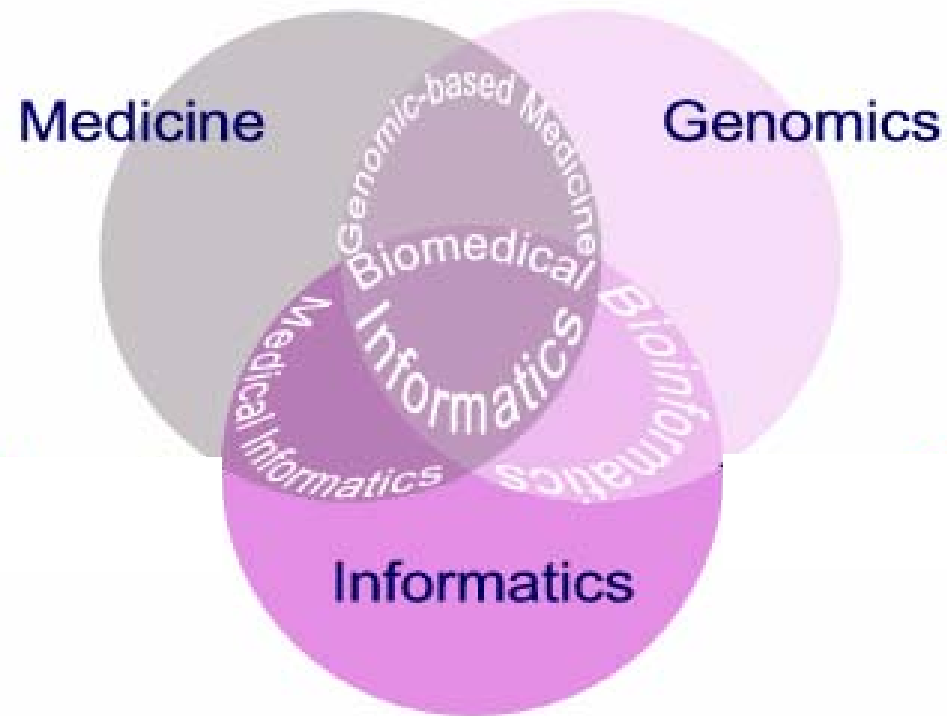 Medicine
Genomics
Genomic-based Medicine
Biomedical
Informatics
Medical Informatics
Bioinformatics
Informatics